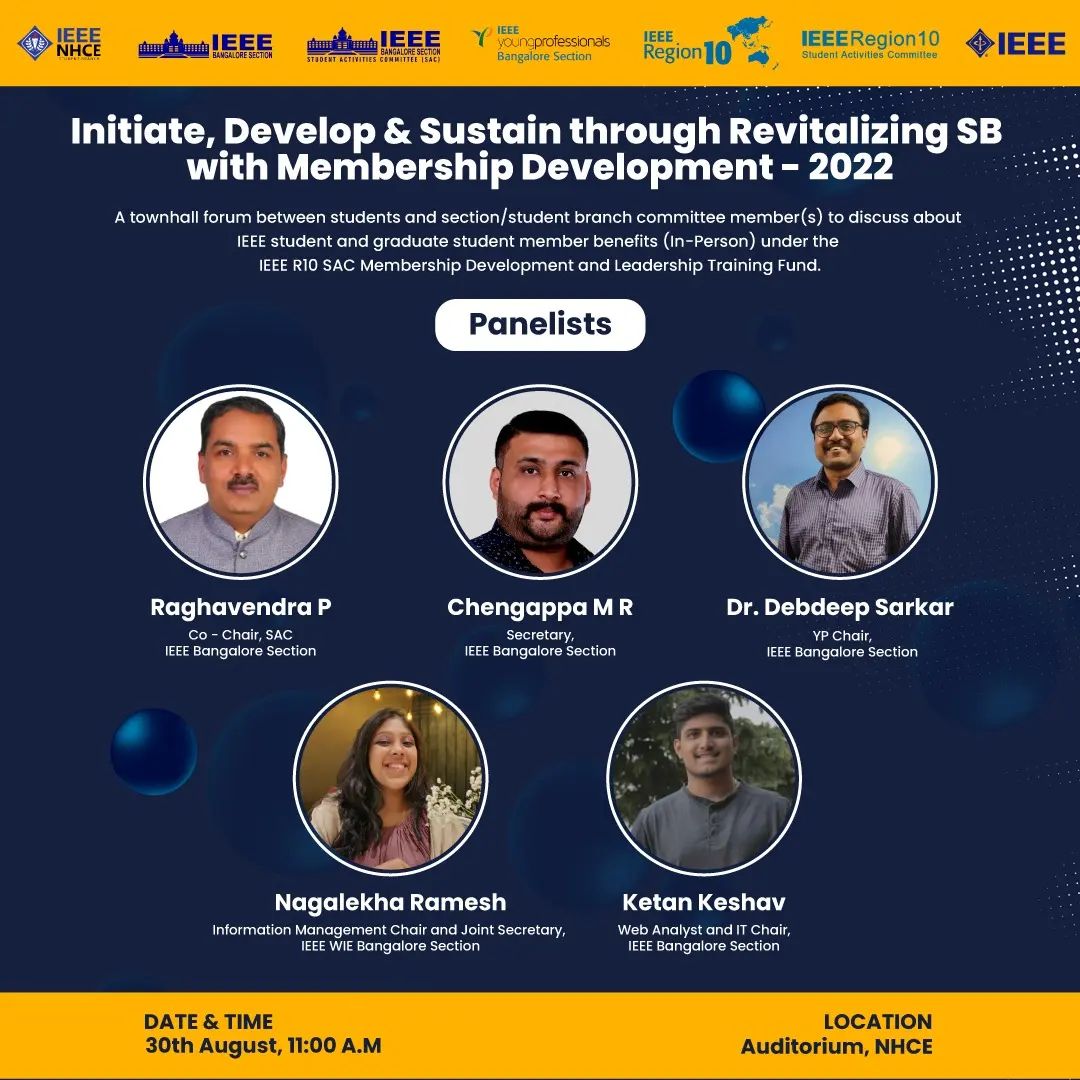 IEEE
NHCE
STUDENT BRANCH
IEEE
BANGALORE SECTION
IEEE
BANGALORE SECTION
STUDENT ACTIVITIES COMMITTEE (SAC)
IEEE
youngprofessionals
Bangalore Section
IEEE
Region 10
IEEE Region 10
Student Activities Committee
IEEE
Initiate, Develop & Sustain through Revitalizing SB
with Membership Development - 2022
A townhall forum between students and section/student branch committee member(s) to discuss about
IEEE student and graduate student member benefits (In-Person) under the
IEEE R10 SAC Membership Development and Leadership Training Fund.
Panelists
Raghavendra P
Co - Chair, SAC
IEEE Bangalore Section
Chengappa M R
Secretary,
IEEE Bangalore Section
Dr. Debdeep Sarkar
YP Chair,
IEEE Bangalore Section
Nagalekha Ramesh
Information Management Chair and Joint Secretary,
IEEE WIE Bangalore Section
Ketan Keshav
Web Analyst and IT Chair,
IEEE Bangalore Section
DATE & TIME
30th August, 11:00 A.M
LOCATION
Auditorium, NHCE